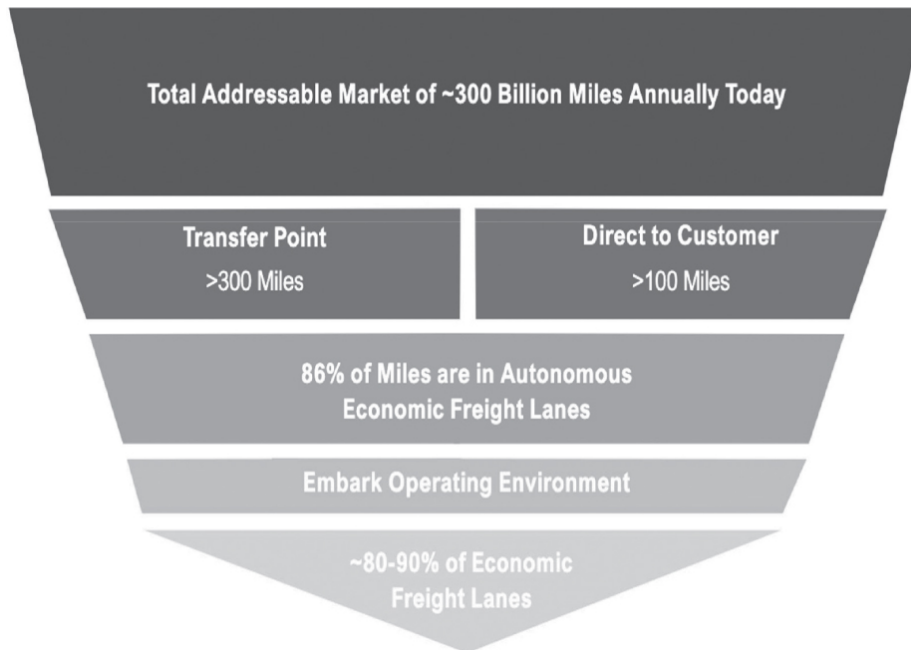 Total Addressable Market of ~300 Billion Miles Annually Today
Transfer Point
>300 Miles
Direct to Customer
>100 Miles
86% of Miles are in Autonomous
Economic Freight Lanes
Embark Operating Environment
~80-90% of Economic
Freight Lanes